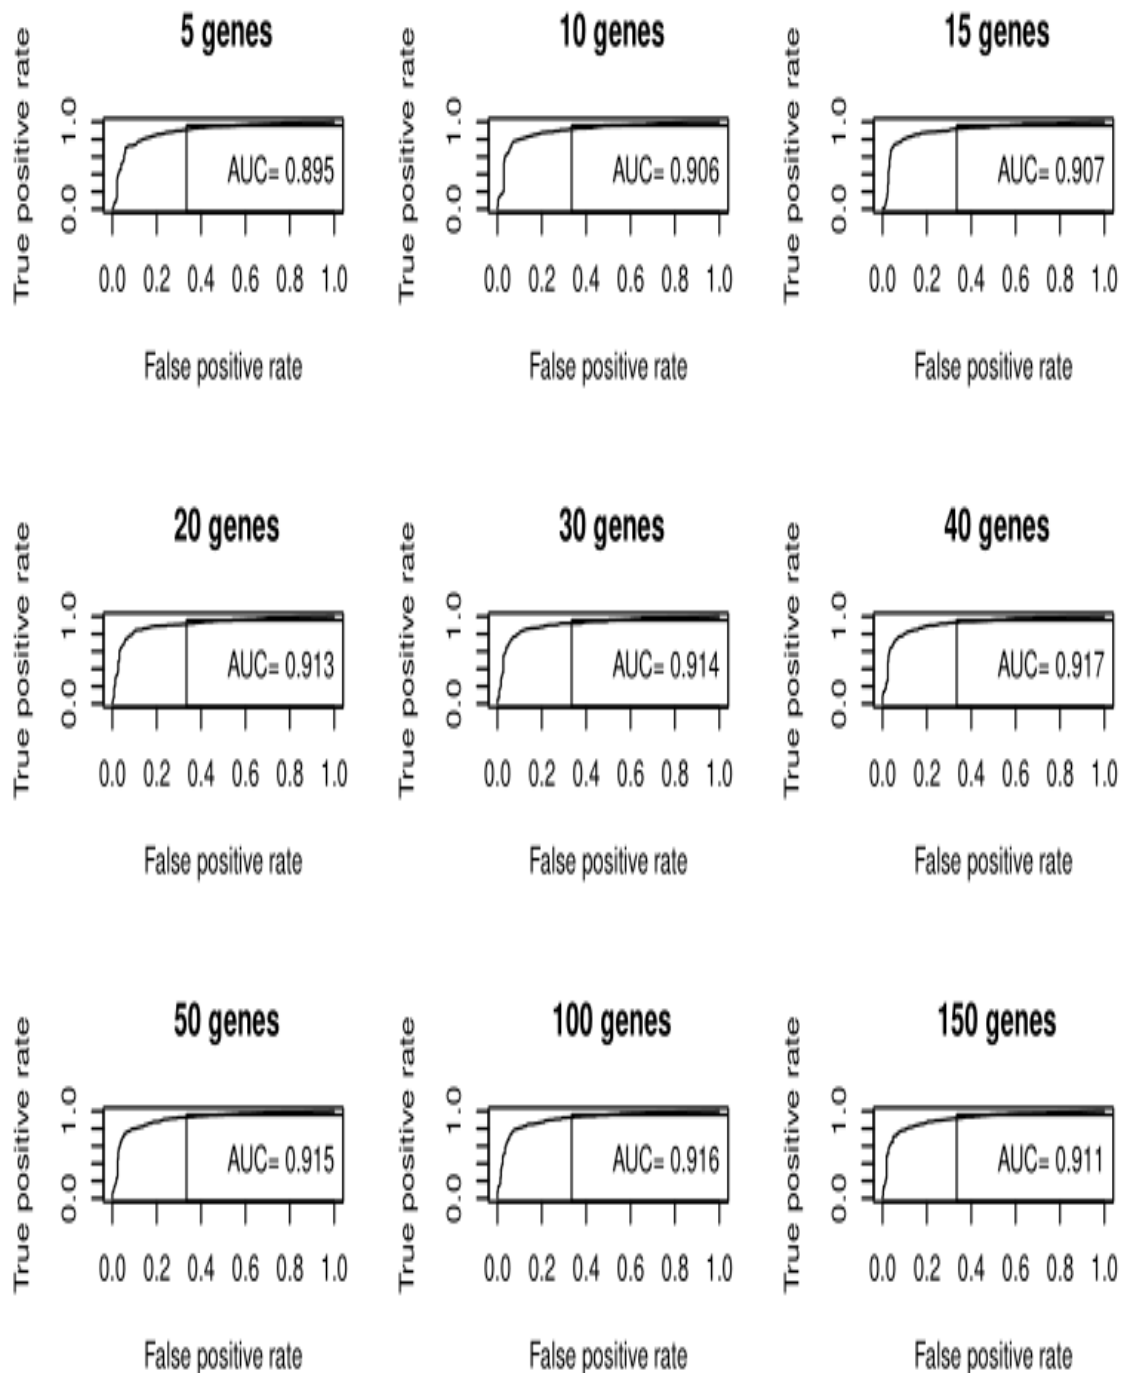 5 genes
True positive rate
0.0 1.0
AUC= 0.895
0.0 0.2 0.4 0.6 0.8 1.0
False positive rate
10 genes
True positive rate
0.0 1.0
AUC= 0.906
0.0 0.2 0.4 0.6 0.8 1.0
False positive rate
15 genes
True positive rate
0.0 1.0
AUC= 0.907
0.0 0.2 0.4 0.6 0.8 1.0
False positive rate
20 genes
True positive rate
0.0 1.0
AUC= 0.913
0.0 0.2 0.4 0.6 0.8 1.0
False positive rate
30 genes
True positive rate
0.0 1.0
AUC= 0.914
0.0 0.2 0.4 0.6 0.8 1.0
False positive rate
40 genes
True positive rate
0.0 1.0
AUC= 0.917
0.0 0.2 0.4 0.6 0.8 1.0
False positive rate
50 genes
True positive rate
0.0 1.0
AUC= 0.915
0.0 0.2 0.4 0.6 0.8 1.0
False positive rate
100 genes
True positive rate
0.0 1.0
AUC= 0.916
0.0 0.2 0.4 0.6 0.8 1.0
False positive rate
150 genes
True positive rate
0.0 1.0
AUC= 0.911
0.0 0.2 0.4 0.6 0.8 1.0
False positive rate